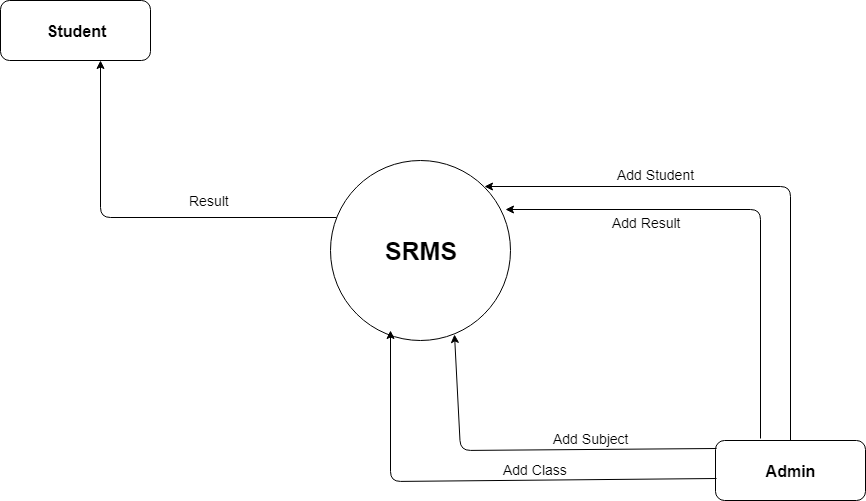 Student
Add Student
Result
Add Result
SRMS
Add Subject
Add Class
Admin